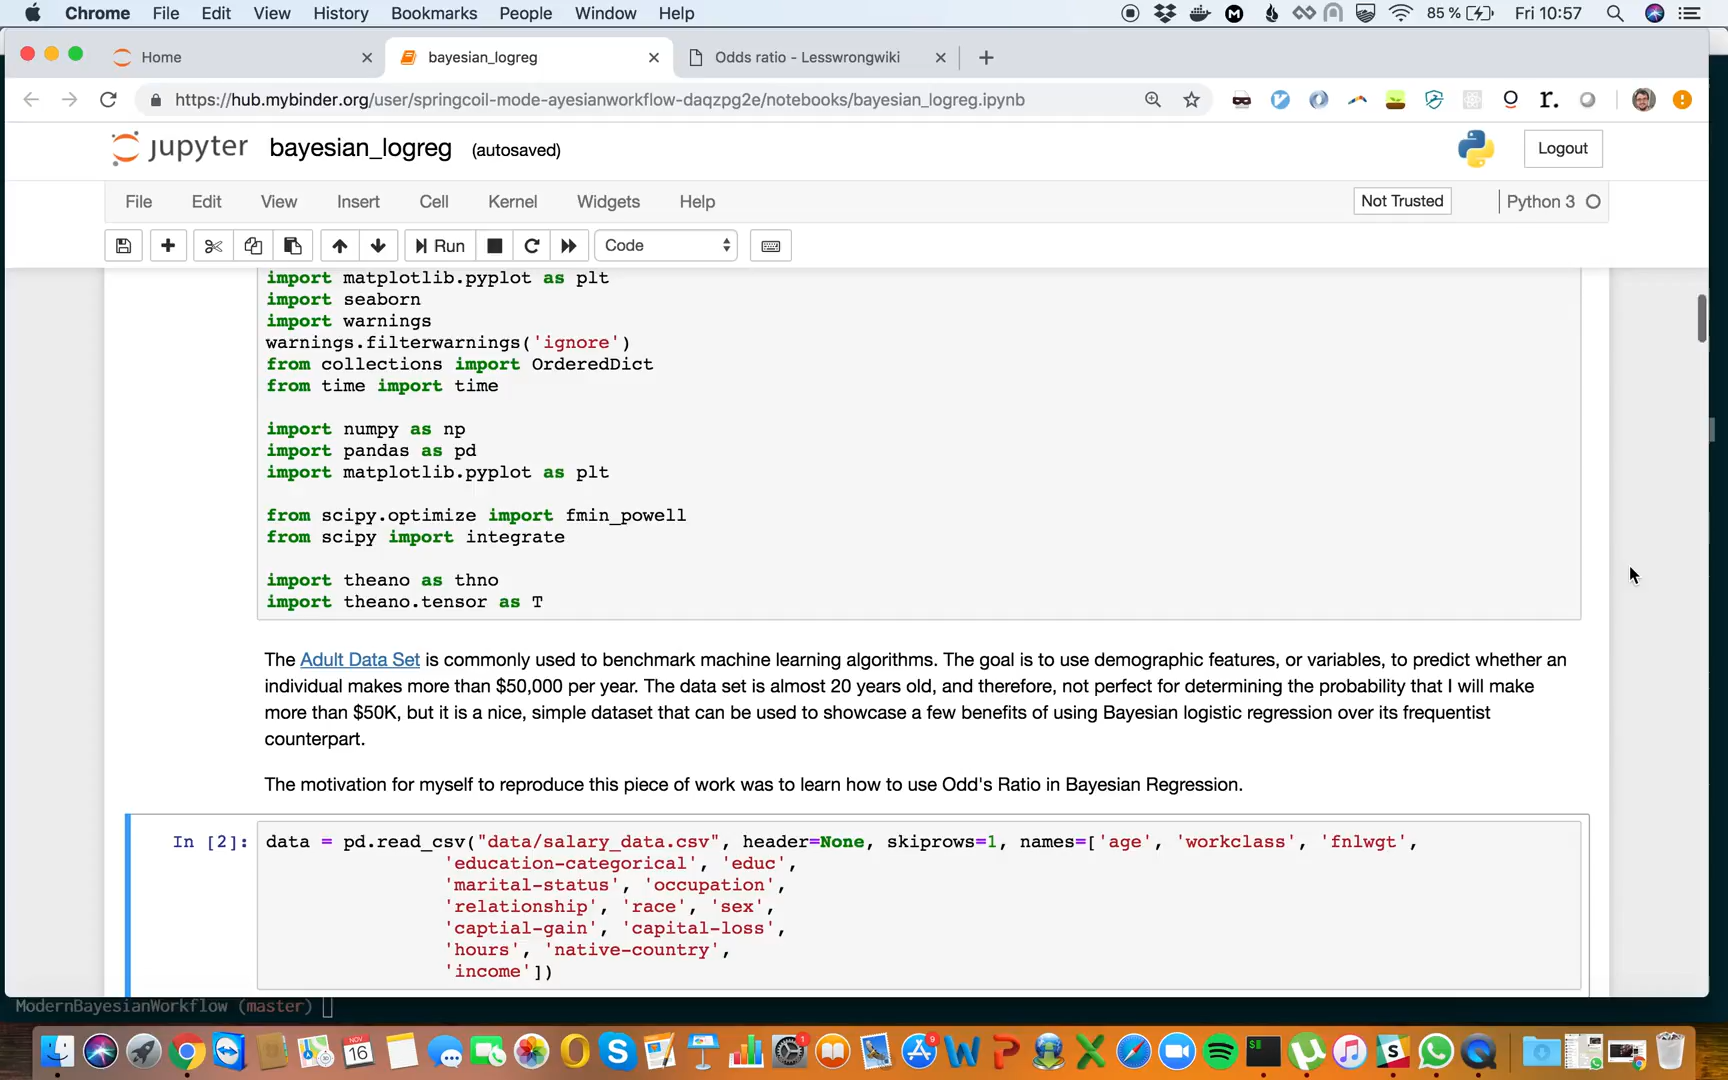 Chrome File Edit View History Bookmarks People Window Help 85 % Fri 10:57
Home bayesian_logreg Odds ratio - Lesswrongwiki
https://hub.mybinder.org/user/springcoil-mode-ayesianworkflow-daqzpg2e/notebooks/bayesian_logreg.ipynb
jupyter bayesian_logreg (autosaved) Logout
File Edit View Insert Cell Kernel Widgets Help Not Trusted Python 3
Run Code
import matplotlib.pyplot as plt
import seaborn
import warnings
warnings.filterwarnings('ignore')
from collections import OrderedDict
from time import time
import numpy as np
import pandas as pd
import matplotlib.pyplot as plt
from scipy.optimize import fmin_powell
from scipy import integrate
import theano as thno
import theano.tensor as T
The Adult Data Set is commonly used to benchmark machine learning algorithms. The goal is to use demographic features, or variables, to predict whether an
individual makes more than $50,000 per year. The data set is almost 20 years old, and therefore, not perfect for determining the probability that I will make
more than $50K, but it is a nice, simple dataset that can be used to showcase a few benefits of using Bayesian logistic regression over its frequentist
counterpart.
The motivation for myself to reproduce this piece of work was to learn how to use Odd's Ratio in Bayesian Regression.
In [2]: data = pd.read_csv("data/salary_data.csv", header=None, skiprows=1, names=['age', 'workclass', 'fnlwgt',
'education-categorical', 'educ',
'marital-status', 'occupation',
'relationship', 'race', 'sex',
'captial-gain', 'capital-loss',
'hours', 'native-country',
'income'])
ModernBayesianWorkflow (master)
NOV
16